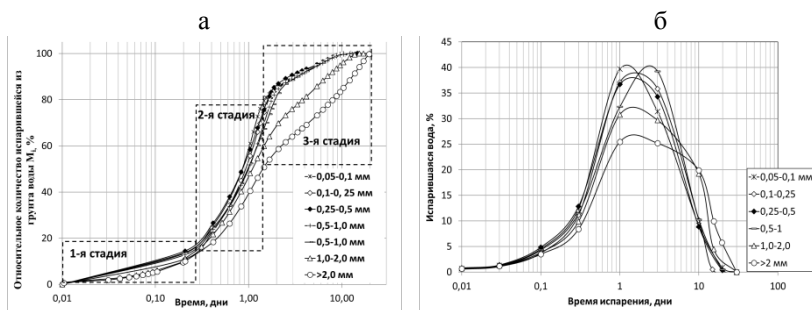 а
Относительное количество испарившейся из
грунта воды Mᵢ, %
100
80
60
40
20
0
0,01
0,10
1,00
10,00
Время, дни
1-я стадия
2-я стадия
3-я стадия
0,05-0,1 мм
0,1-0, 25 мм
0,25-0,5 мм
0,5-1,0 мм
0,5-1,0 мм
1,0-2,0 мм
>2,0 мм
б
Испарившаяся вода, %
45
40
35
30
25
20
15
10
5
0
0,01
0,1
1
10
100
Время испарения, дни
0,05-0,1 мм
0,1-0,25
0,25-0,5
0,5-1
1,0-2,0
>2 мм